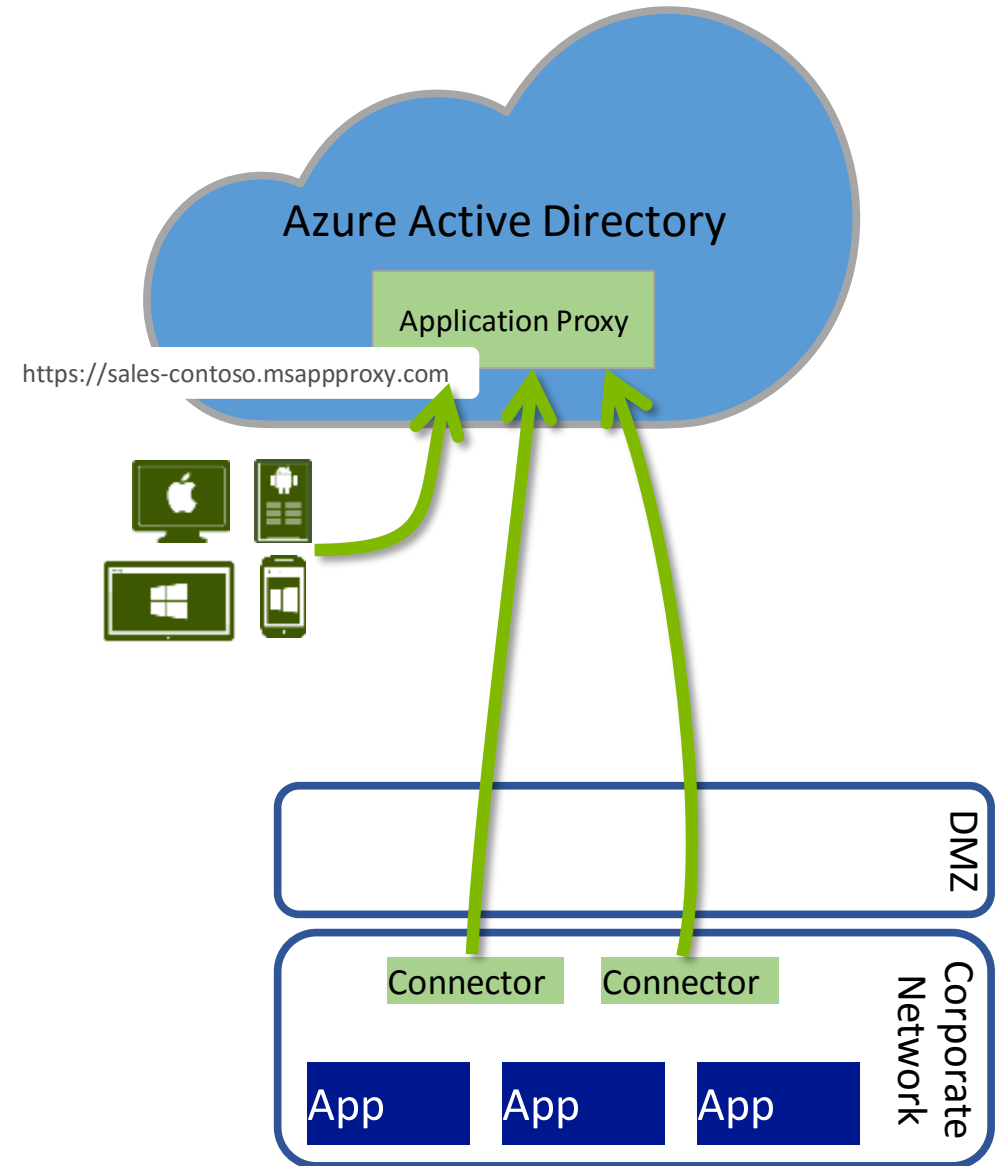 Azure Active Directory
Application Proxy
https://sales-contoso.msappproxy.com
DMZ
Connector
Connector
Corporate
Network
App
App
App